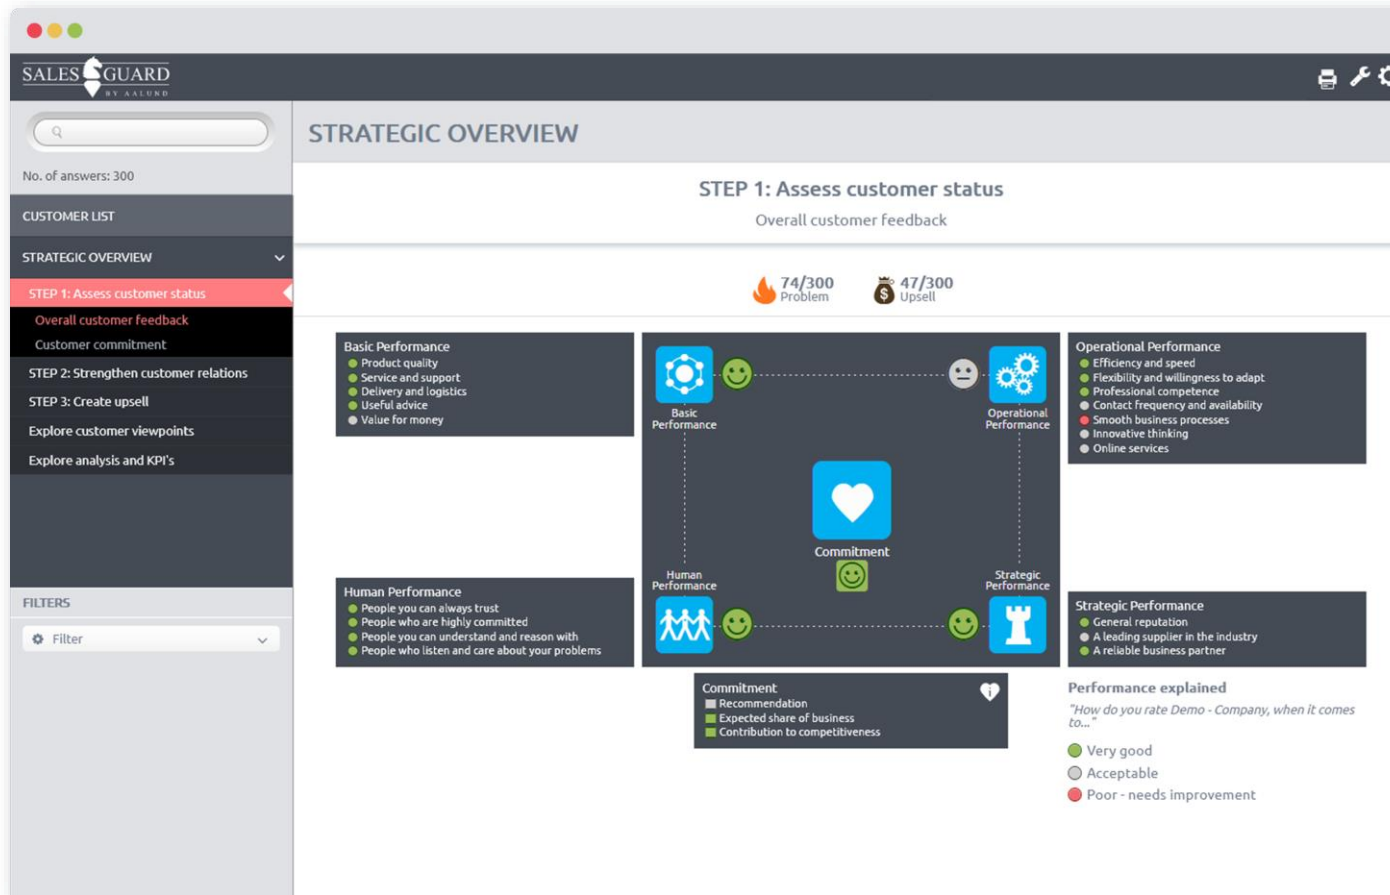 SALES GUARD
BY AALUND
STRATEGIC OVERVIEW
No. of answers: 300
CUSTOMER LIST
STRATEGIC OVERVIEW
STEP 1: Assess customer status
Overall customer feedback
Customer commitment
STEP 2: Strengthen customer relations
STEP 3: Create upsell
Explore customer viewpoints
Explore analysis and KPI's
FILTERS
Filter
STEP 1: Assess customer status
Overall customer feedback
74/300
Problem
47/300
Upsell
Basic Performance
Product quality
Service and support
Delivery and logistics
Useful advice
Value for money
Basic
Performance
Operational
Performance
Operational Performance
Efficiency and speed
Flexibility and willingness to adapt
Professional competence
Contact frequency and availability
Smooth business processes
Innovative thinking
Online services
Commitment
Human Performance
People you can always trust
People who are highly committed
People you can understand and reason with
People who listen and care about your problems
Human
Performance
Strategic
Performance
Strategic Performance
General reputation
A leading supplier in the industry
A reliable business partner
Commitment
Recommendation
Expected share of business
Contribution to competitiveness
Performance explained
"How do you rate Demo - Company, when it comes
to..."
Very good
Acceptable
Poor - needs improvement